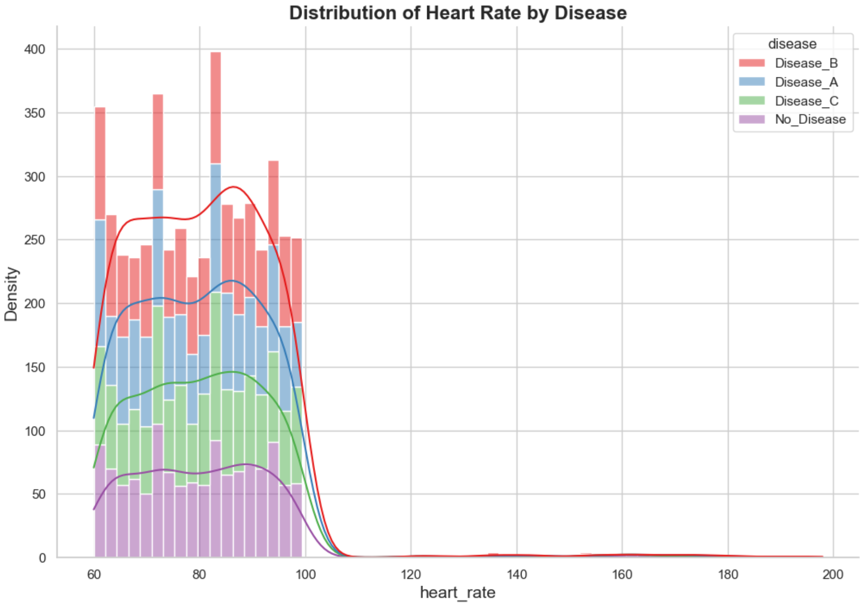 Distribution of Heart Rate by Disease
disease
Disease_B
Disease_A
Disease_C
No_Disease
400
350
300
250
200
150
100
50
0
Density
60 80 100 120 140 160 180 200
heart_rate